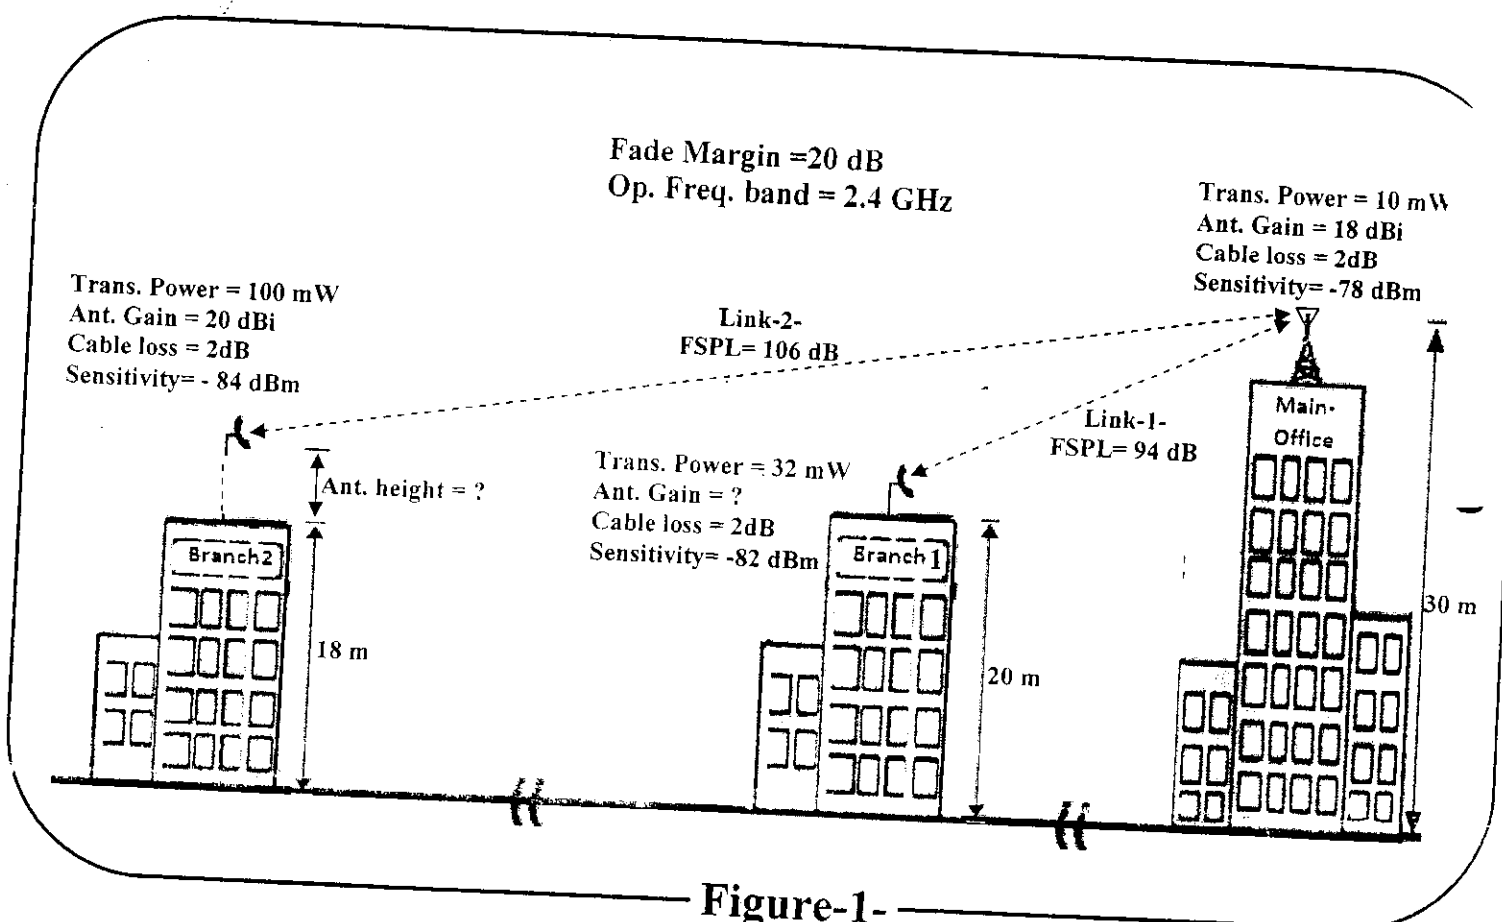 Fade Margin =20 dB
Op. Freq. band = 2.4 GHz
Trans. Power = 10 mW
Ant. Gain = 18 dBi
Cable loss = 2dB
Sensitivity= -78 dBm
Trans. Power = 100 mW
Ant. Gain = 20 dBi
Cable loss = 2dB
Sensitivity= - 84 dBm
Link-2-
FSPL= 106 dB
Main-
Office
Link-1-
FSPL= 94 dB
Trans. Power = 32 mW
Ant. Gain = ?
Cable loss = 2dB
Sensitivity= -82 dBm
Ant. height = ?
Branch2
Branch1
30 m
18 m
20 m
Figure-1-